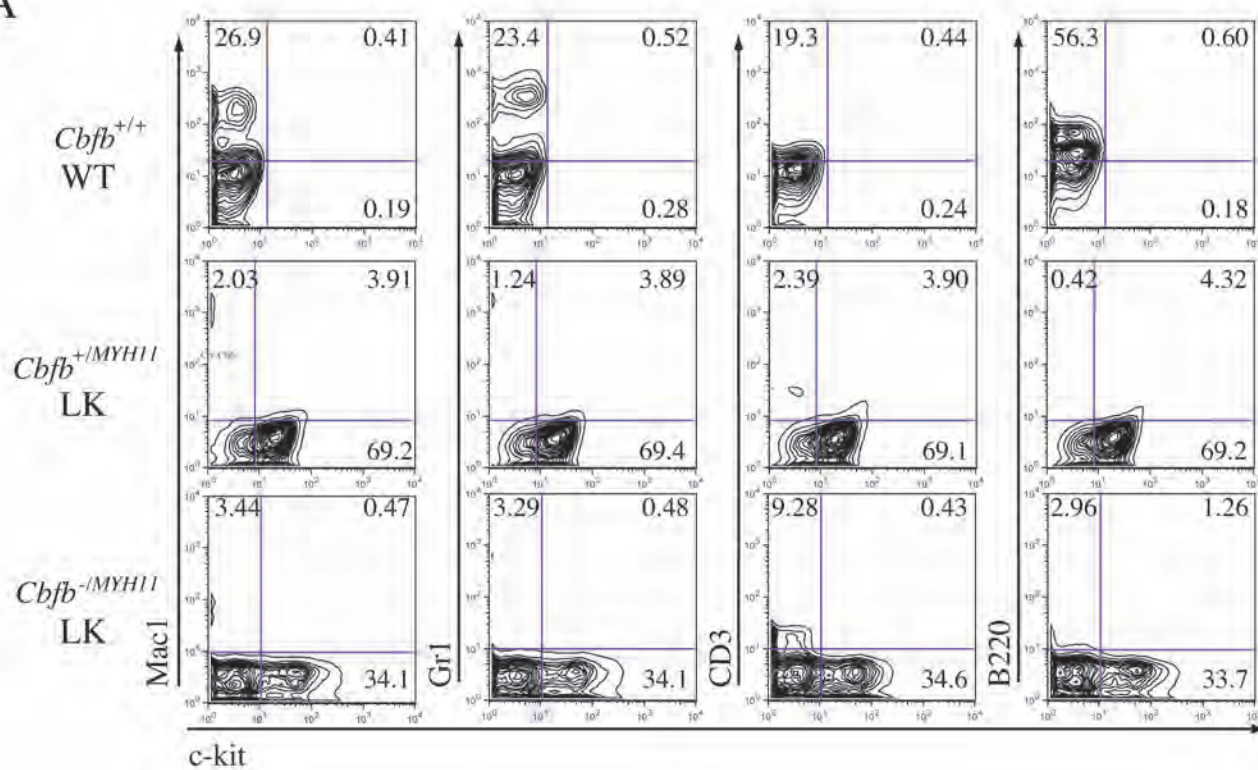 A
Cbfb+/+
WT
26.9 0.41
0.19
23.4 0.52
0.28
19.3 0.44
0.24
56.3 0.60
0.18
Cbfb+/MYH11
LK
2.03 3.91
69.2
1.24 3.89
69.4
2.39 3.90
69.1
0.42 4.32
69.2
Cbfb-/MYH11
LK
3.44 0.47
34.1
3.29 0.48
34.1
9.28 0.43
34.6
2.96 1.26
33.7
Mac1
Gr1
CD3
B220
c-kit